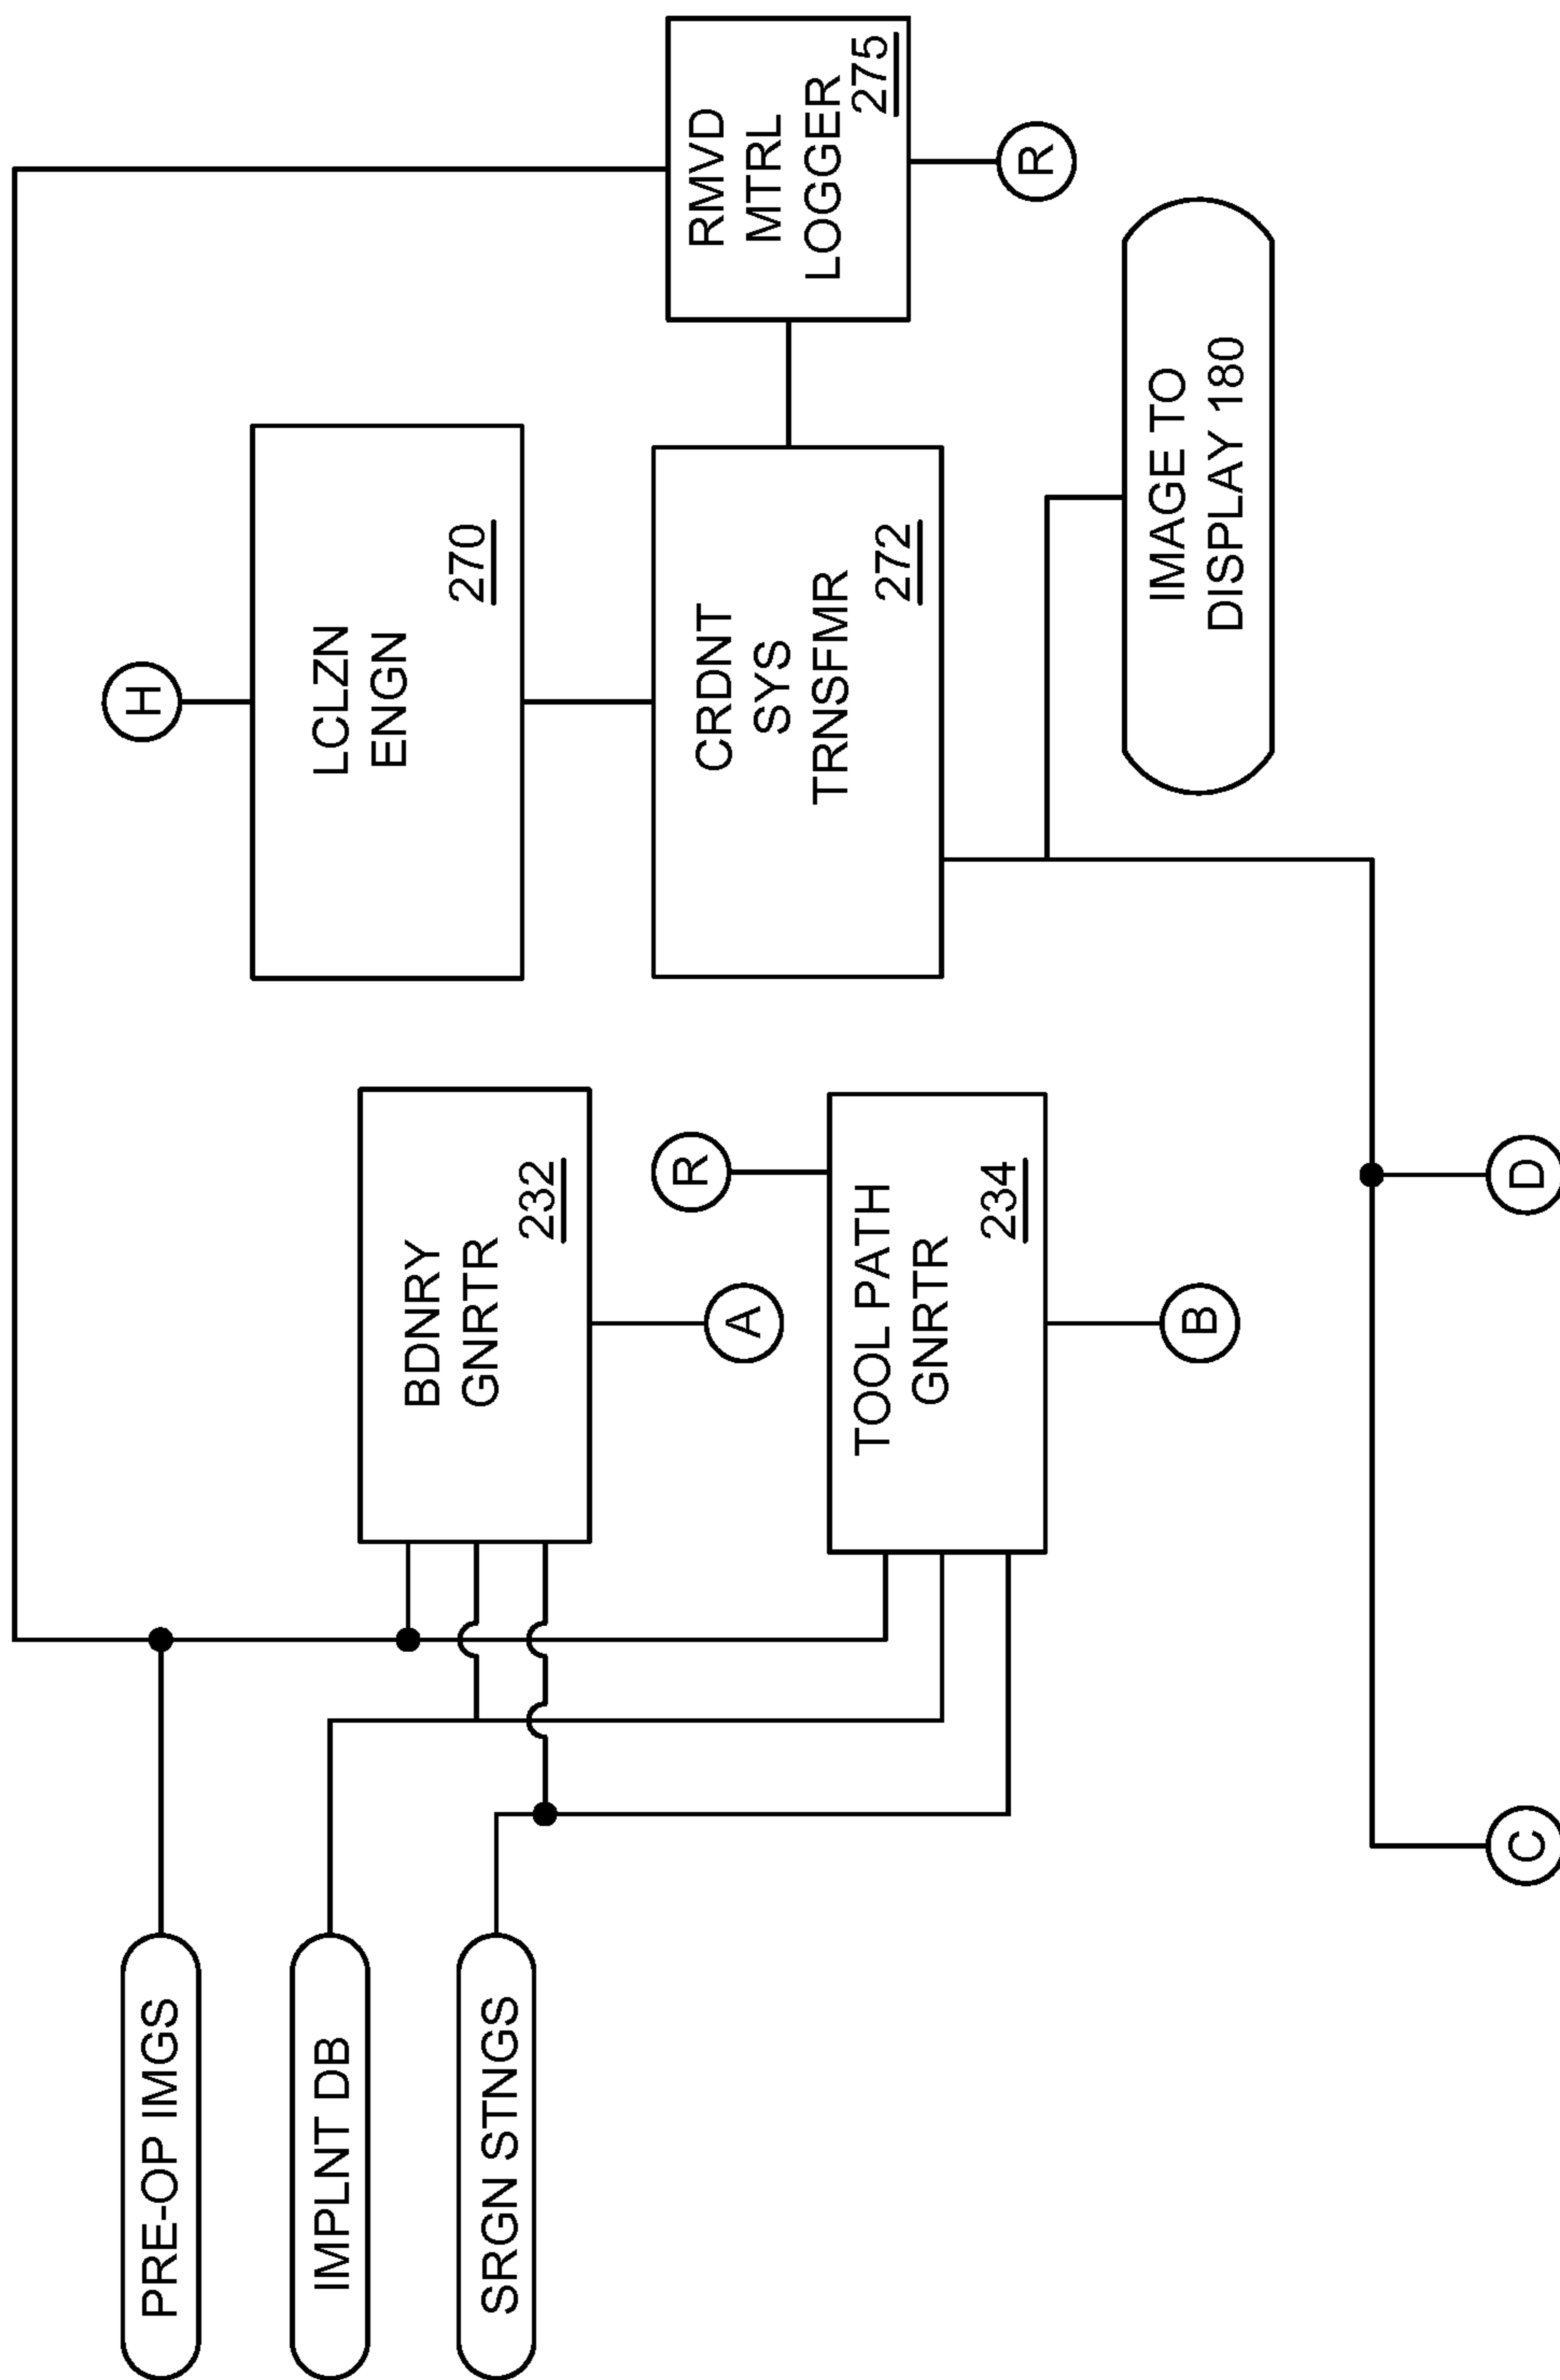 PRE-OP IMGS
IMPLNT DB
SRGN STNGS
BDNRY
GNRTR
232
A
R
TOOL PATH
GNRTR
234
B
H
LCLZN
ENGN
270
CRDNT
SYS
TRNSFMR
272
RMVD
MTRL
LOGGER
275
R
IMAGE TO
DISPLAY 180
C
D